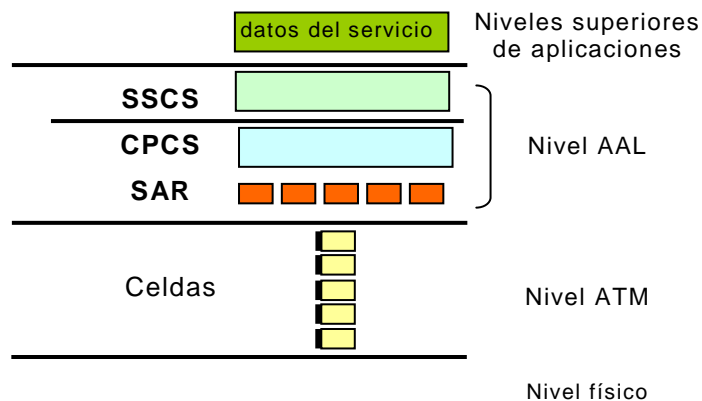 datos del servicio
Niveles superiores
de aplicaciones
SSCS
CPCS
Nivel AAL
SAR
Celdas
Nivel ATM
Nivel físico